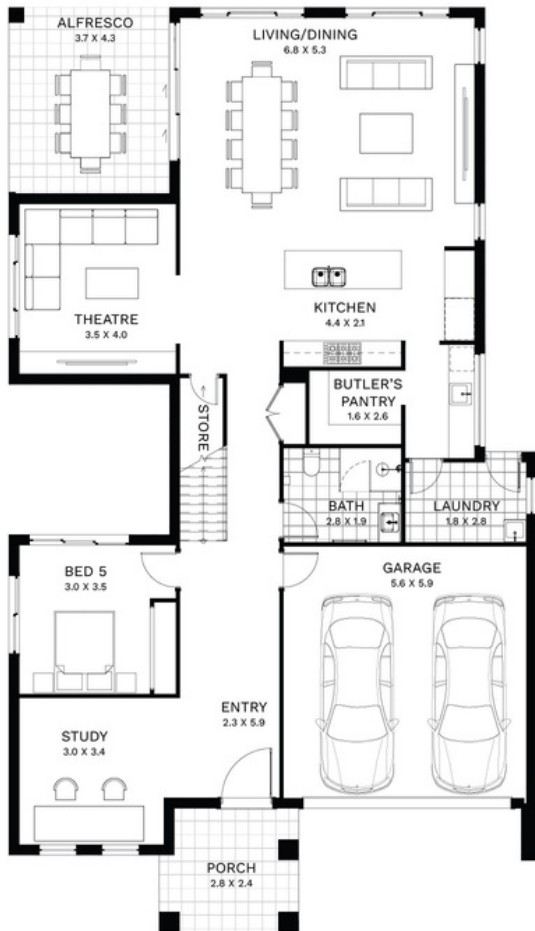 ALFRESCO
3.7 X 4.3
LIVING/DINING
6.8 X 5.3
THEATRE
3.5 X 4.0
KITCHEN
4.4 X 2.1
STORE
BUTLER'S
PANTRY
1.6 X 2.6
BATH
2.8 X 1.9
LAUNDRY
1.8 X 2.8
BED 5
3.0 X 3.5
GARAGE
5.6 X 5.9
ENTRY
2.3 X 5.9
STUDY
3.0 X 3.4
PORCH
2.8 X 2.4